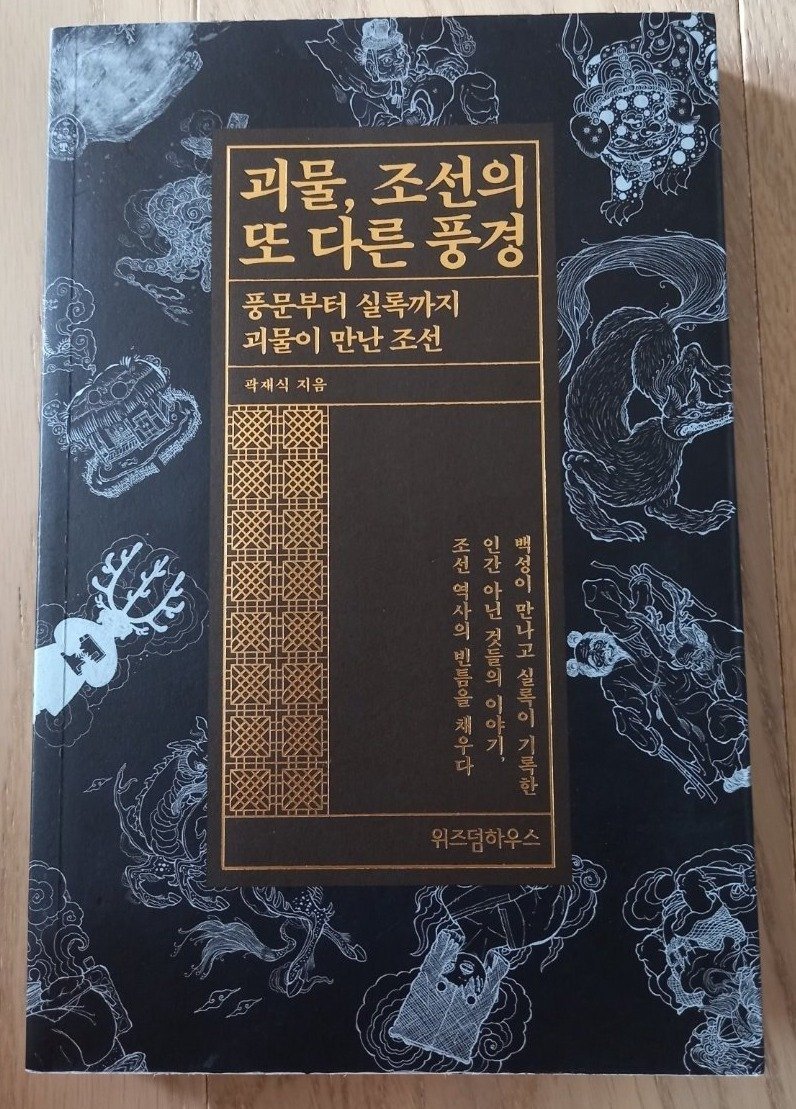 괴물, 조선의
또 다른 풍경
풍문부터 실록까지
괴물이 만난 조선
곽재식 지음
백성이 만나고 실록이 기록한
인간 아닌 것들의 이야기,
조선 역사의 빈틈을 채우다
위즈덤하우스